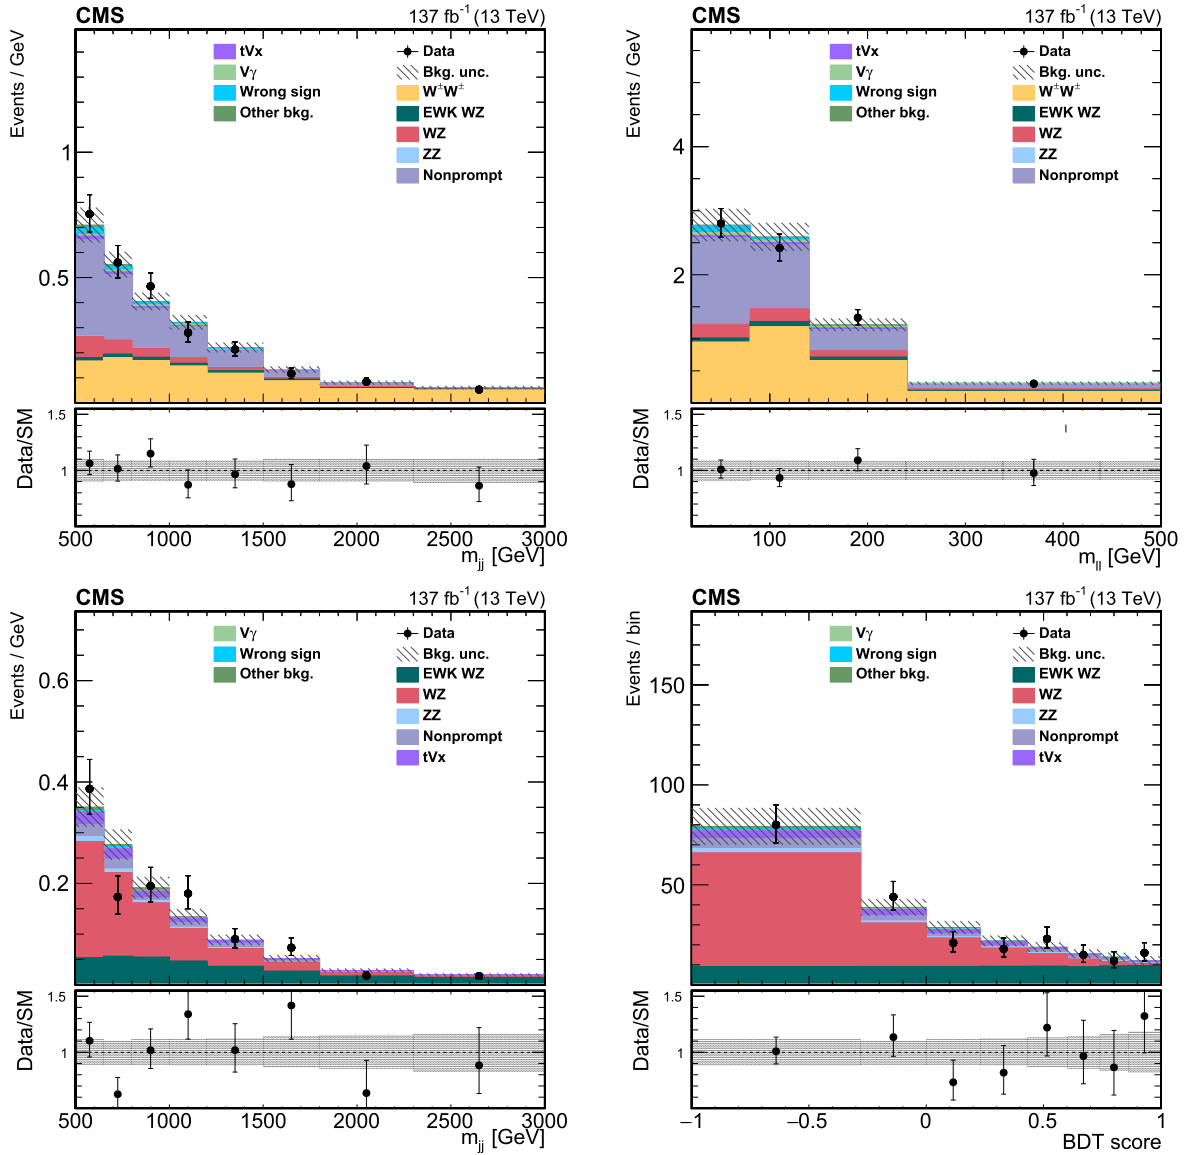 CMS 137 fb⁻¹ (13 TeV)
Events / GeV
tVx
Vγ
Wrong sign
Other bkg.
Data
Bkg. unc.
W±W±
EWK WZ
WZ
ZZ
Nonprompt
1
0.5
Data/SM
1.5
1
500 1000 1500 2000 2500 3000
m_jj [GeV]
CMS 137 fb⁻¹ (13 TeV)
Events / GeV
tVx
Vγ
Wrong sign
Other bkg.
Data
Bkg. unc.
W±W±
EWK WZ
WZ
ZZ
Nonprompt
4
2
Data/SM
1.5
1
100 200 300 400 500
m_ll [GeV]
CMS 137 fb⁻¹ (13 TeV)
Events / GeV
Vγ
Wrong sign
Other bkg.
Data
Bkg. unc.
EWK WZ
WZ
ZZ
Nonprompt
tVx
0.6
0.4
0.2
Data/SM
1.5
1
500 1000 1500 2000 2500 3000
m_jj [GeV]
CMS 137 fb⁻¹ (13 TeV)
Events / bin
Vγ
Wrong sign
Other bkg.
Data
Bkg. unc.
EWK WZ
WZ
ZZ
Nonprompt
tVx
150
100
50
Data/SM
1.5
1
−1 −0.5 0 0.5 1
BDT score